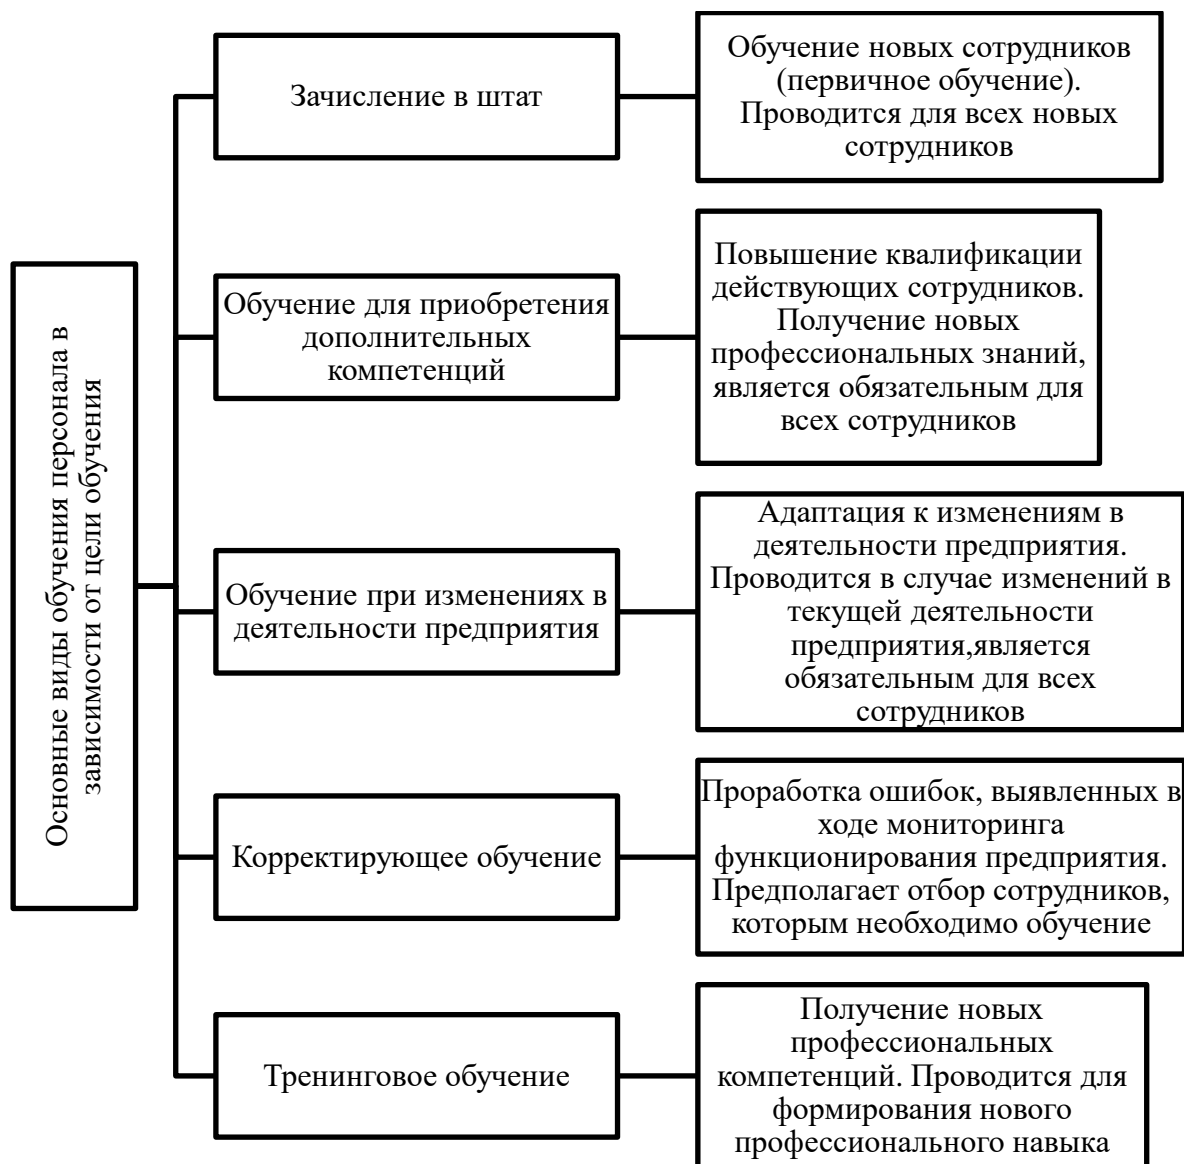 Основные виды обучения персонала в
зависимости от цели обучения
Зачисление в штат
Обучение новых сотрудников
(первичное обучение).
Проводится для всех новых
сотрудников
Обучение для приобретения
дополнительных
компетенций
Повышение квалификации
действующих сотрудников.
Получение новых
профессиональных знаний,
является обязательным для
всех сотрудников
Обучение при изменениях в
деятельности предприятия
Адаптация к изменениям в
деятельности предприятия.
Проводится в случае изменений в
текущей деятельности
предприятия,является
обязательным для всех
сотрудников
Корректирующее обучение
Проработка ошибок, выявленных в
ходе мониторинга
функционирования предприятия.
Предполагает отбор сотрудников,
которым необходимо обучение
Тренинговое обучение
Получение новых
профессиональных
компетенций. Проводится для
формирования нового
профессионального навыка